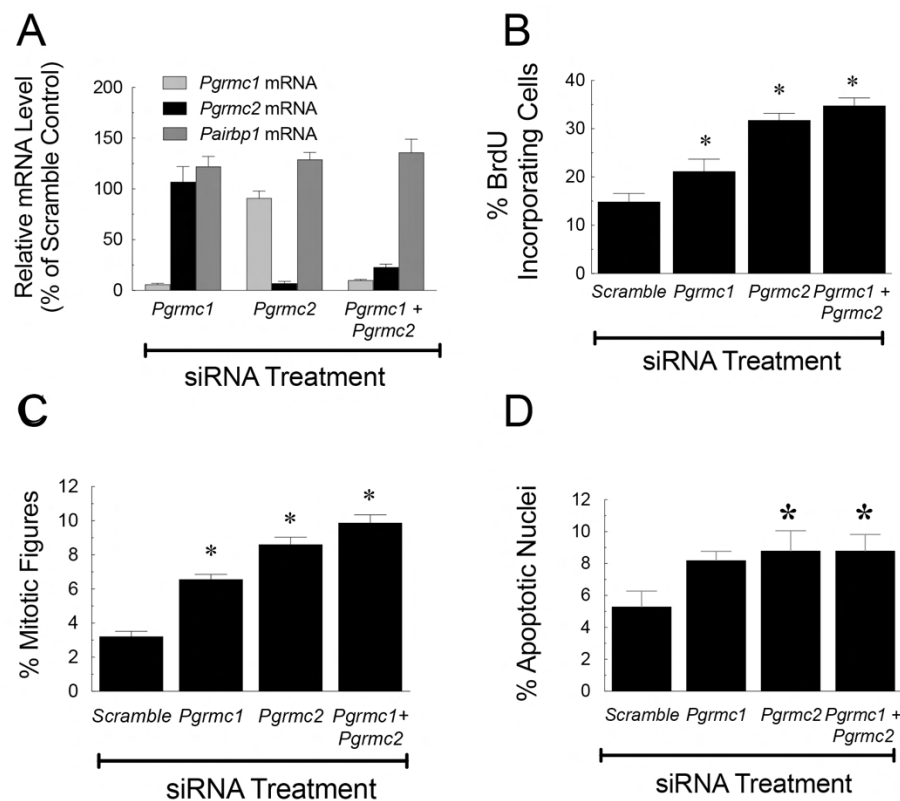 A
Relative mRNA Level
(% of Scramble Control)
200
150
100
50
0
Pgrmc1 mRNA
Pgrmc2 mRNA
Pairbp1 mRNA
Pgrmc1
Pgrmc2
Pgrmc1 +
Pgrmc2
siRNA Treatment
B
% BrdU
Incorporating Cells
40
30
20
10
0
*
*
*
Scramble
Pgrmc1
Pgrmc2
Pgrmc1 +
Pgrmc2
siRNA Treatment
C
% Mitotic Figures
12
10
8
6
4
2
0
*
*
*
Scramble
Pgrmc1
Pgrmc2
Pgrmc1+
Pgrmc2
siRNA Treatment
D
% Apoptotic Nuclei
12
10
8
6
4
2
0
*
*
Scramble
Pgrmc1
Pgrmc2
Pgrmc1 +
Pgrmc2
siRNA Treatment